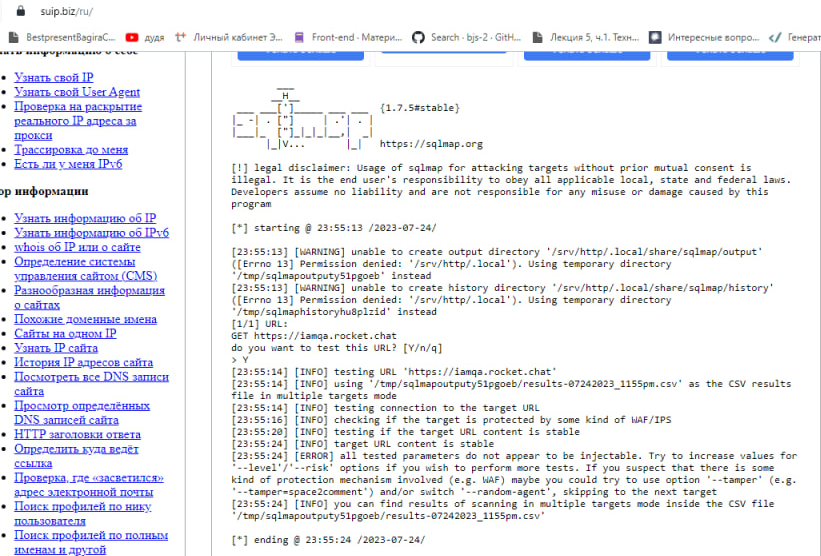 suip.biz/ru/
BestpresentBagiraC...
дудя
Личный кабинет Э...
Front-end · Матери...
Search · bjs-2 · GitH...
Лекция 5, ч.1. Техн...
Интересные вопро...
Генерат
Узнать свой IP
Узнать свой User Agent
Проверка на раскрытие
реального IP адреса за
прокси
Трассировка до меня
Есть ли у меня IPv6
ор информации
Узнать информацию об IP
Узнать информацию об IPv6
whois об IP или о сайте
Определение системы
управления сайтом (CMS)
Разнообразная информация
о сайтах
Похожие доменные имена
Сайты на одном IP
Узнать IP сайта
История IP адресов сайта
Посмотреть все DNS записи
сайта
Просмотр определённых
DNS записей сайта
HTTP заголовки ответа
Определить куда ведёт
ссылка
Проверка, где «засветился»
адрес электронной почты
Поиск профилей по нику
пользователя
Поиск профилей по полным
именам и другой
{1.7.5#stable}
https://sqlmap.org
[!] legal disclaimer: Usage of sqlmap for attacking targets without prior mutual consent is
illegal. It is the end user's responsibility to obey all applicable local, state and federal laws.
Developers assume no liability and are not responsible for any misuse or damage caused by this
program
[*] starting @ 23:55:13 /2023-07-24/
[23:55:13] [WARNING] unable to create output directory '/srv/http/.local/share/sqlmap/output'
([Errno 13] Permission denied: '/srv/http/.local'). Using temporary directory
'/tmp/sqlmapoutputy51pgoeb' instead
[23:55:13] [WARNING] unable to create history directory '/srv/http/.local/share/sqlmap/history'
([Errno 13] Permission denied: '/srv/http/.local'). Using temporary directory
'/tmp/sqlmaphistoryhu8plzid' instead
[1/1] URL:
GET https://iamqa.rocket.chat
do you want to test this URL? [Y/n/q]
> Y
[23:55:14] [INFO] testing URL 'https://iamqa.rocket.chat'
[23:55:14] [INFO] using '/tmp/sqlmapoutputy51pgoeb/results-07242023_1155pm.csv' as the CSV results
file in multiple targets mode
[23:55:14] [INFO] testing connection to the target URL
[23:55:16] [INFO] checking if the target is protected by some kind of WAF/IPS
[23:55:20] [INFO] testing if the target URL content is stable
[23:55:24] [INFO] target URL content is stable
[23:55:24] [ERROR] all tested parameters do not appear to be injectable. Try to increase values for
'--level'/'--risk' options if you wish to perform more tests. If you suspect that there is some
kind of protection mechanism involved (e.g. WAF) maybe you could try to use option '--tamper' (e.g.
'--tamper=space2comment') and/or switch '--random-agent', skipping to the next target
[23:55:24] [INFO] you can find results of scanning in multiple targets mode inside the CSV file
'/tmp/sqlmapoutputy51pgoeb/results-07242023_1155pm.csv'
[*] ending @ 23:55:24 /2023-07-24/